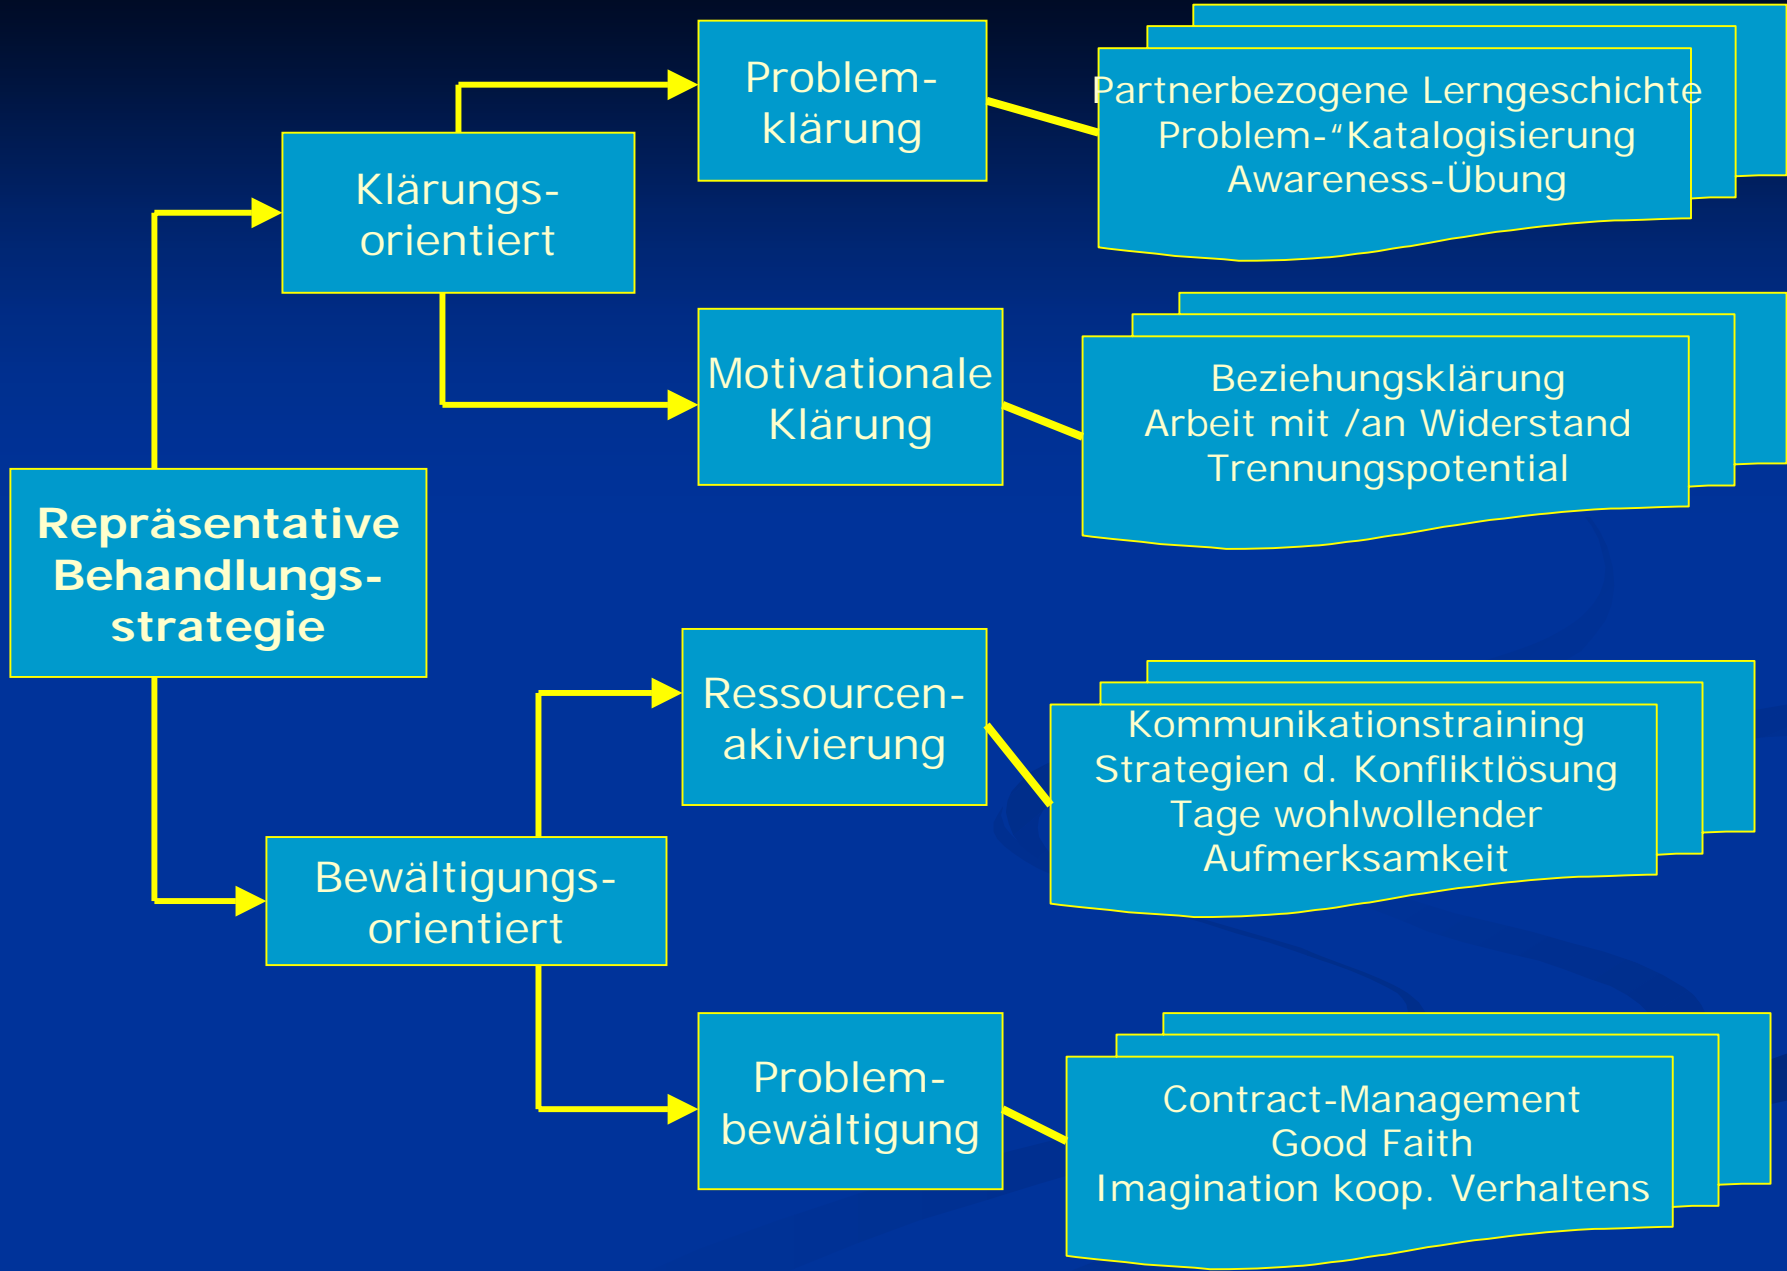 Problem-
klärung
Partnerbezogene Lerngeschichte
Problem-“Katalogisierung
Awareness-Übung
Klärungs-
orientiert
Motivationale
Klärung
Beziehungsklärung
Arbeit mit /an Widerstand
Trennungspotential
Repräsentative
Behandlungs-
strategie
Ressourcen-
akivierung
Kommunikationstraining
Strategien d. Konfliktlösung
Tage wohlwollender
Aufmerksamkeit
Bewältigungs-
orientiert
Problem-
bewältigung
Contract-Management
Good Faith
Imagination koop. Verhaltens